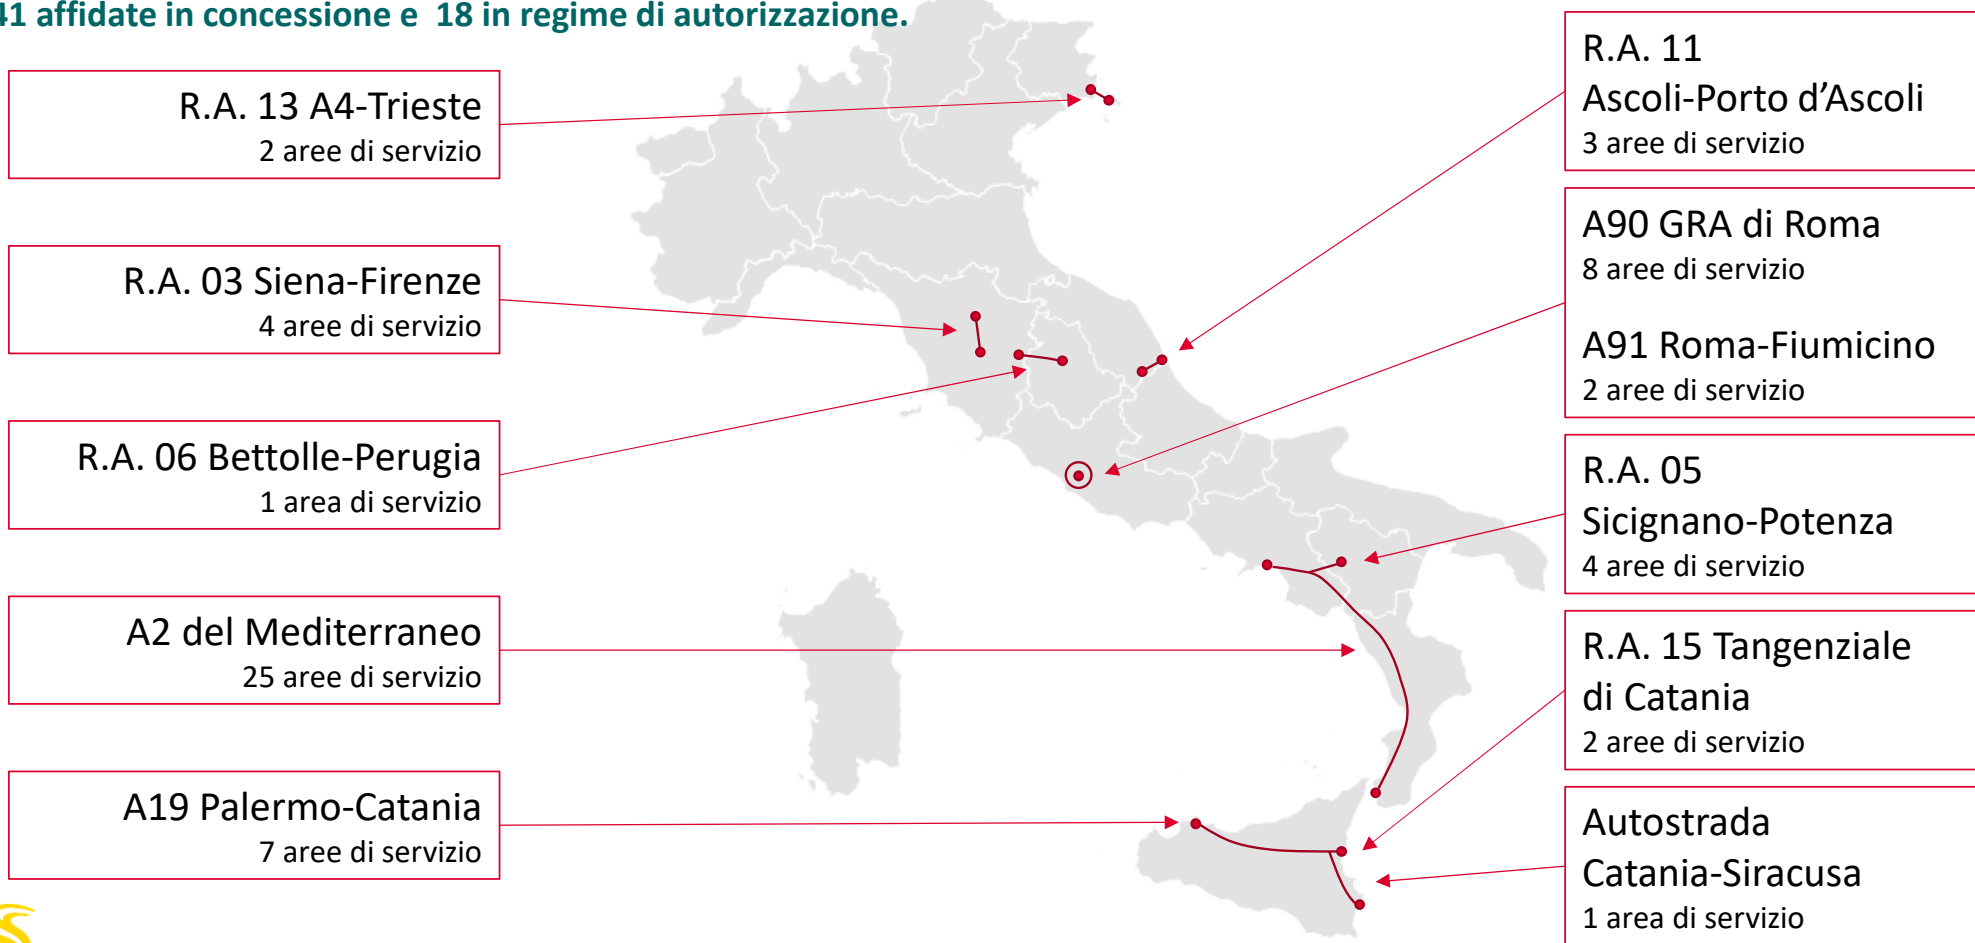 41 affidate in concessione e 18 in regime di autorizzazione.
R.A. 13 A4-Trieste
2 aree di servizio
R.A. 03 Siena-Firenze
4 aree di servizio
R.A. 06 Bettolle-Perugia
1 area di servizio
A2 del Mediterraneo
25 aree di servizio
A19 Palermo-Catania
7 aree di servizio
R.A. 11
Ascoli-Porto d’Ascoli
3 aree di servizio
A90 GRA di Roma
8 aree di servizio
A91 Roma-Fiumicino
2 aree di servizio
R.A. 05
Sicignano-Potenza
4 aree di servizio
R.A. 15 Tangenziale
di Catania
2 aree di servizio
Autostrada
Catania-Siracusa
1 area di servizio